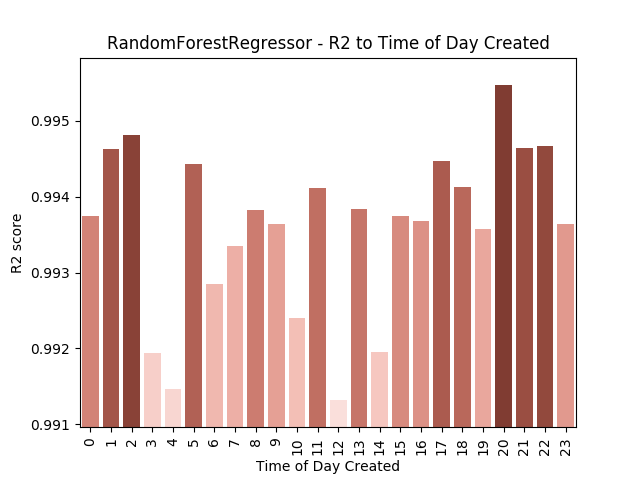 RandomForestRegressor - R2 to Time of Day Created
0.995
0.994
0.993
0.992
0.991
R2 score
0 1 2 3 4 5 6 7 8 9 10 11 12 13 14 15 16 17 18 19 20 21 22 23
Time of Day Created